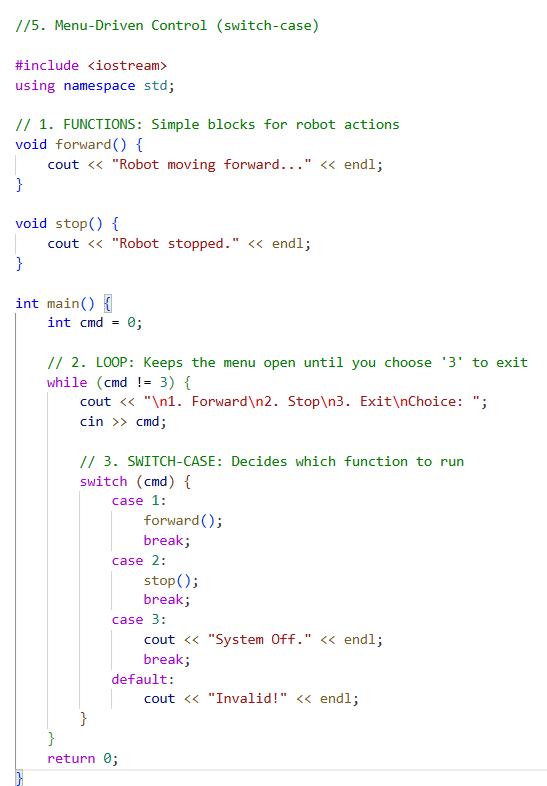 //5. Menu-Driven Control (switch-case)
#include <iostream>
using namespace std;
// 1. FUNCTIONS: Simple blocks for robot actions
void forward() {
cout << "Robot moving forward..." << endl;
}
void stop() {
cout << "Robot stopped." << endl;
}
int main() {
int cmd = 0;
// 2. LOOP: Keeps the menu open until you choose '3' to exit
while (cmd != 3) {
cout << "\n1. Forward\n2. Stop\n3. Exit\nChoice: ";
cin >> cmd;
// 3. SWITCH-CASE: Decides which function to run
switch (cmd) {
case 1:
forward();
break;
case 2:
stop();
break;
case 3:
cout << "System Off." << endl;
break;
default:
cout << "Invalid!" << endl;
}
}
return 0;
}